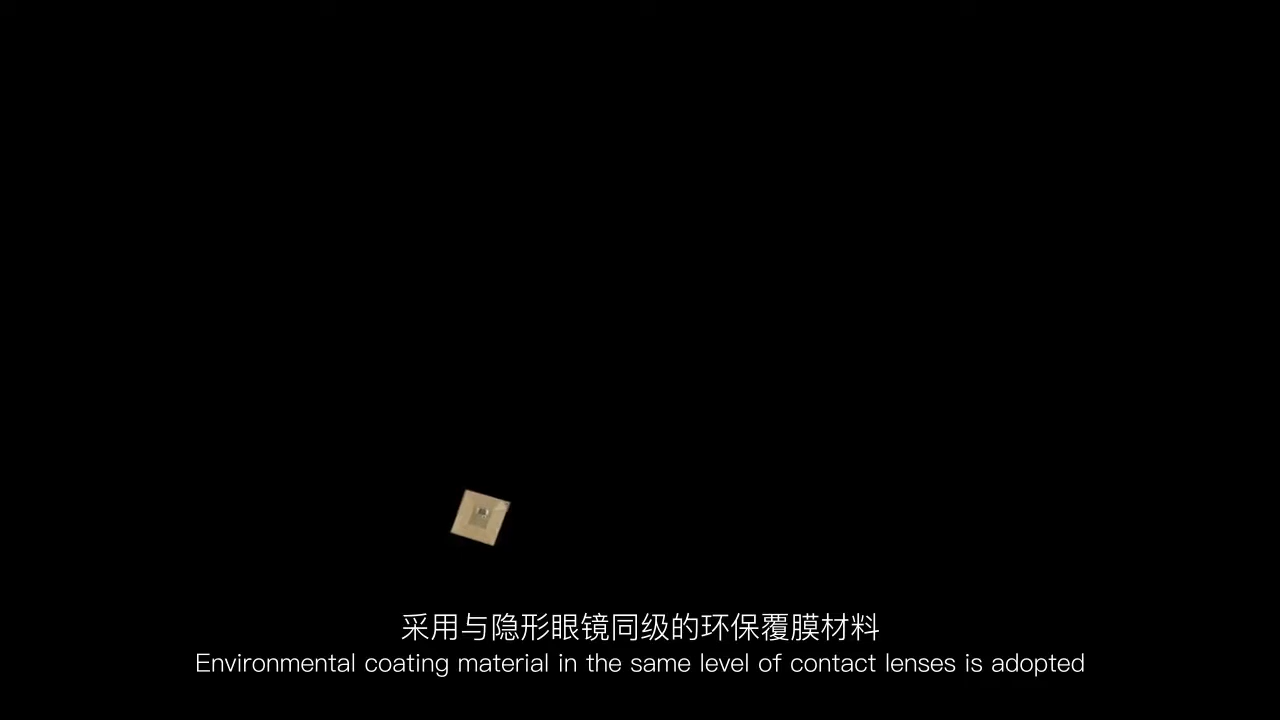 采用与隐形眼镜同级的环保覆膜材料
Environmental coating material in the same level of contact lenses is adopted